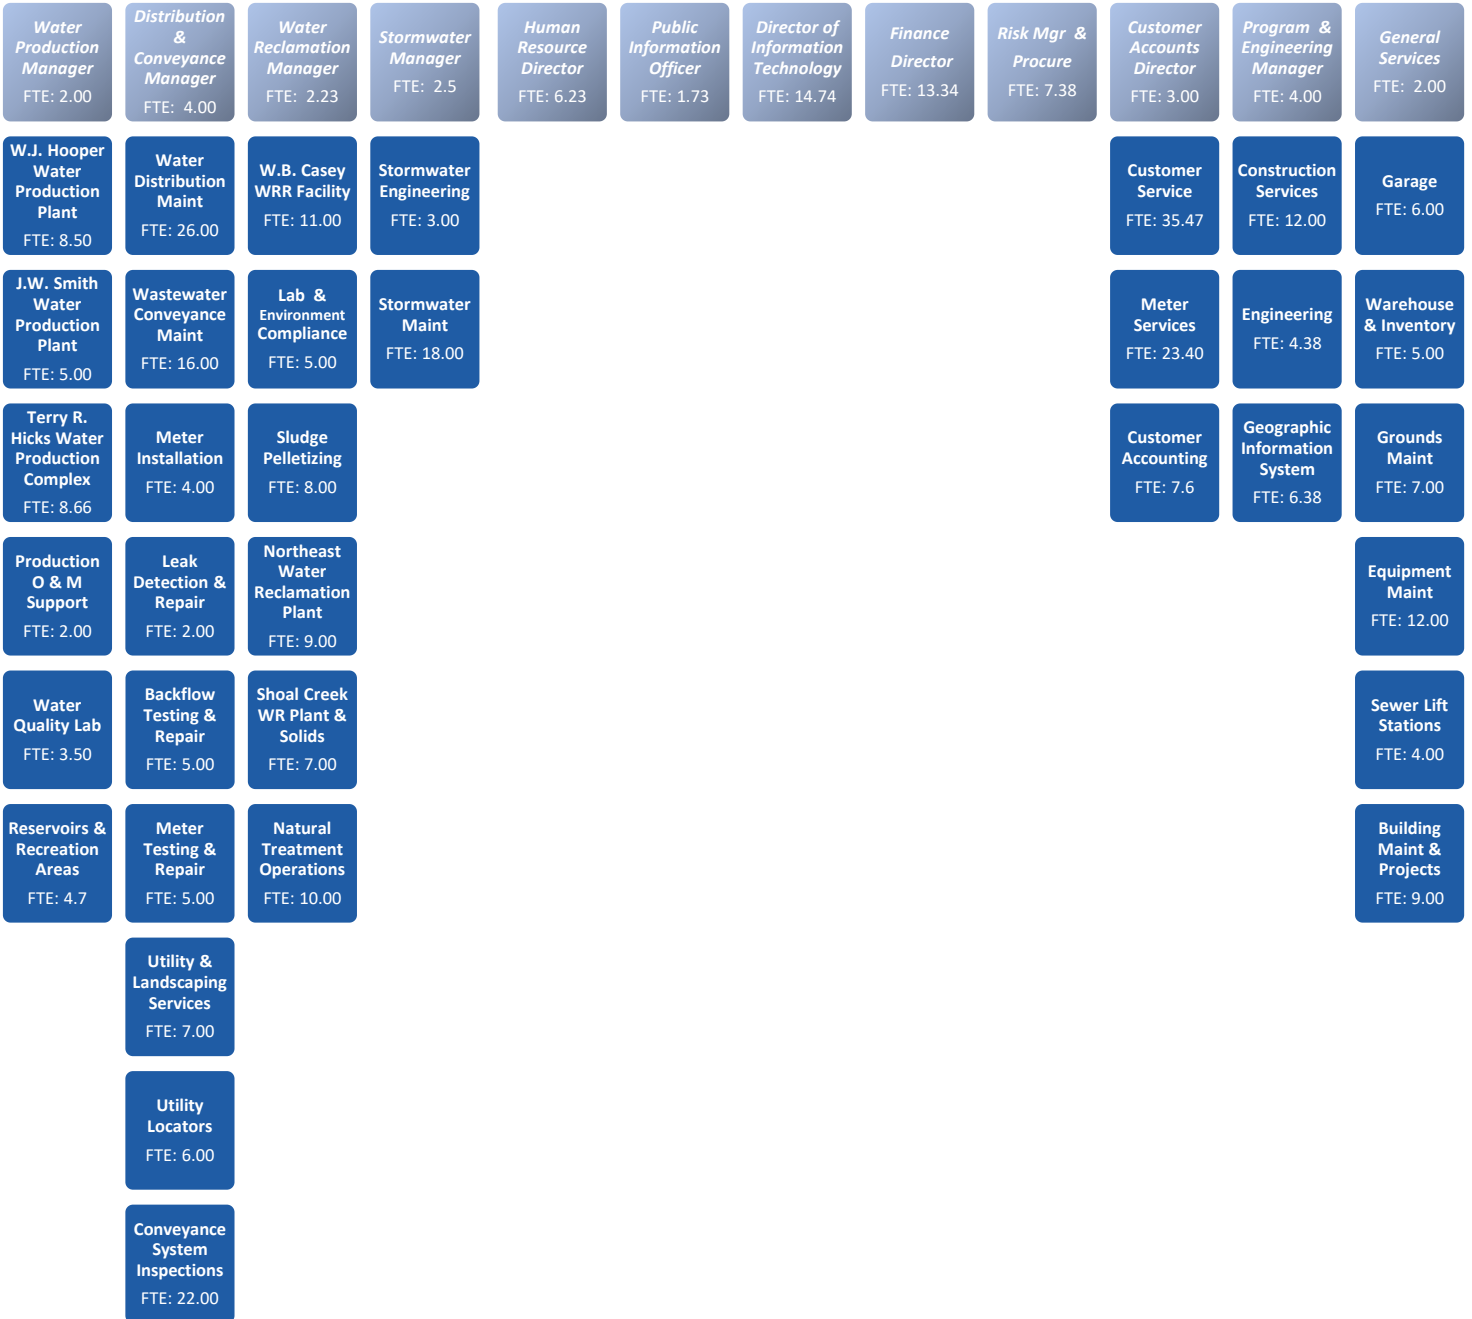 Water
Production
Manager
FTE: 2.00
Distribution
&
Conveyance
Manager
FTE: 4.00
Water
Reclamation
Manager
FTE: 2.23
Stormwater
Manager
FTE: 2.5
Human
Resource
Director
FTE: 6.23
Public
Information
Officer
FTE: 1.73
Director of
Information
Technology
FTE: 14.74
Finance
Director
FTE: 13.34
Risk Mgr &
Procure
FTE: 7.38
Customer
Accounts
Director
FTE: 3.00
Program &
Engineering
Manager
FTE: 4.00
General
Services
FTE: 2.00
W.J. Hooper
Water
Production
Plant
FTE: 8.50
Water
Distribution
Maint
FTE: 26.00
W.B. Casey
WRR Facility
FTE: 11.00
Stormwater
Engineering
FTE: 3.00
Customer
Service
FTE: 35.47
Construction
Services
FTE: 12.00
Garage
FTE: 6.00
J.W. Smith
Water
Production
Plant
FTE: 5.00
Wastewater
Conveyance
Maint
FTE: 16.00
Lab &
Environment
Compliance
FTE: 5.00
Stormwater
Maint
FTE: 18.00
Meter
Services
FTE: 23.40
Engineering
FTE: 4.38
Warehouse
& Inventory
FTE: 5.00
Terry R.
Hicks Water
Production
Complex
FTE: 8.66
Meter
Installation
FTE: 4.00
Sludge
Pelletizing
FTE: 8.00
Customer
Accounting
FTE: 7.6
Geographic
Information
System
FTE: 6.38
Grounds
Maint
FTE: 7.00
Production
O & M
Support
FTE: 2.00
Leak
Detection &
Repair
FTE: 2.00
Northeast
Water
Reclamation
Plant
FTE: 9.00
Equipment
Maint
FTE: 12.00
Water
Quality Lab
FTE: 3.50
Backflow
Testing &
Repair
FTE: 5.00
Shoal Creek
WR Plant &
Solids
FTE: 7.00
Sewer Lift
Stations
FTE: 4.00
Reservoirs &
Recreation
Areas
FTE: 4.7
Meter
Testing &
Repair
FTE: 5.00
Natural
Treatment
Operations
FTE: 10.00
Building
Maint &
Projects
FTE: 9.00
Utility &
Landscaping
Services
FTE: 7.00
Utility
Locators
FTE: 6.00
Conveyance
System
Inspections
FTE: 22.00